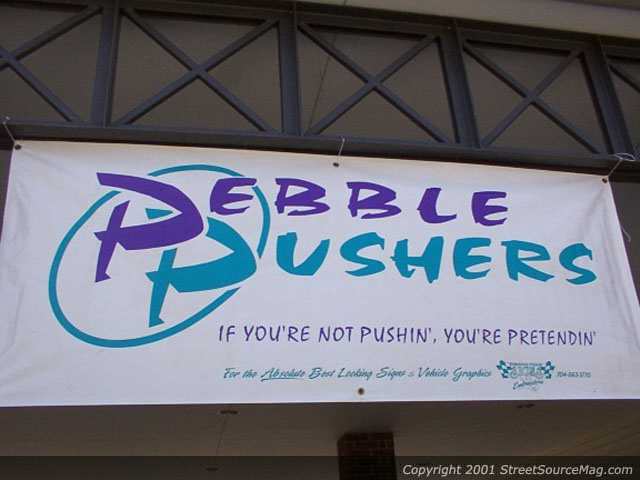 PEBBLE
PUSHERS
IF YOU'RE NOT PUSHIN', YOU'RE PRETENDIN'
For the Absolute Best Looking Signs & Vehicle Graphics
SIGNS
Copyright 2001 StreetSourceMag.com